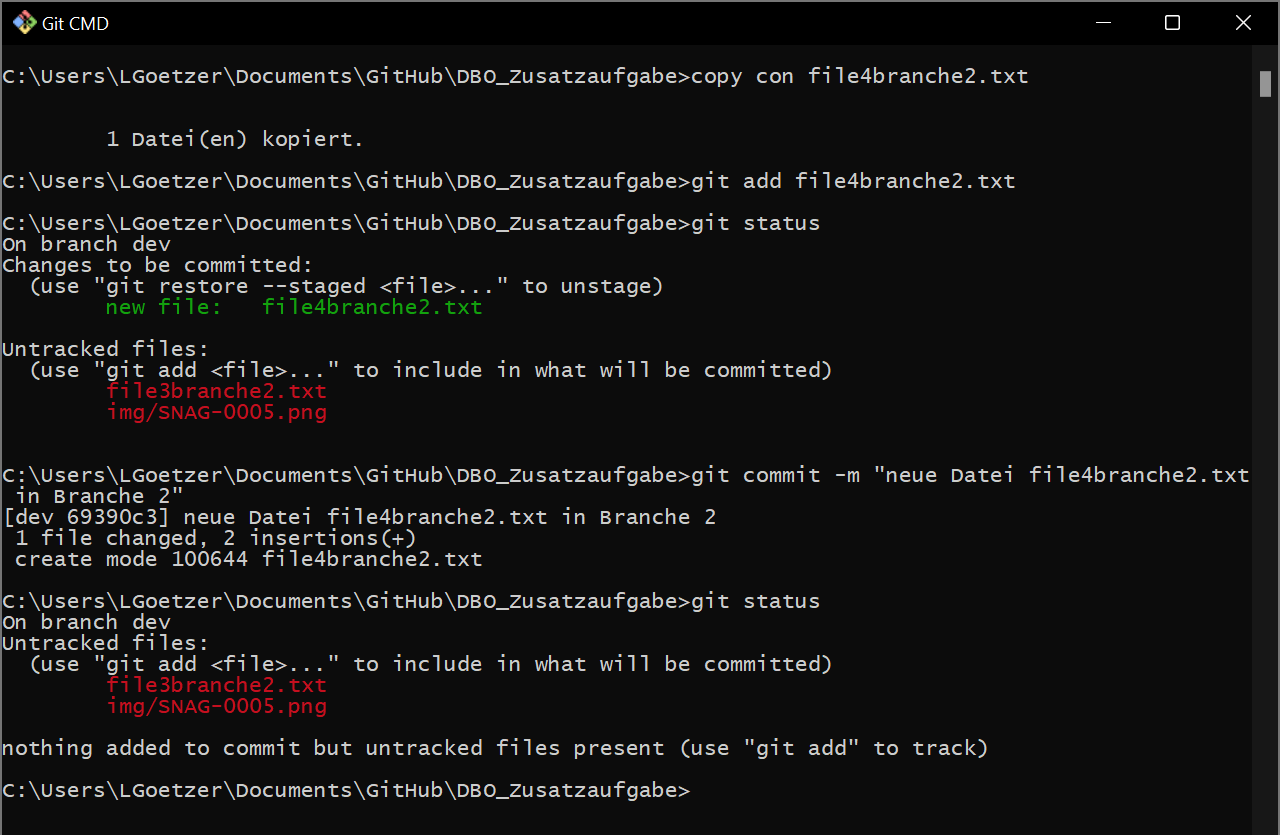 Git CMD
C:\Users\LGoetzer\Documents\GitHub\DBO_Zusatzaufgabe>copy con file4branche2.txt
1 Datei(en) kopiert.
C:\Users\LGoetzer\Documents\GitHub\DBO_Zusatzaufgabe>git add file4branche2.txt
C:\Users\LGoetzer\Documents\GitHub\DBO_Zusatzaufgabe>git status
On branch dev
Changes to be committed:
  (use "git restore --staged <file>..." to unstage)
        new file:   file4branche2.txt
Untracked files:
  (use "git add <file>..." to include in what will be committed)
        file3branche2.txt
        img/SNAG-0005.png
C:\Users\LGoetzer\Documents\GitHub\DBO_Zusatzaufgabe>git commit -m "neue Datei file4branche2.txt
 in Branche 2"
[dev 69390c3] neue Datei file4branche2.txt in Branche 2
 1 file changed, 2 insertions(+)
 create mode 100644 file4branche2.txt
C:\Users\LGoetzer\Documents\GitHub\DBO_Zusatzaufgabe>git status
On branch dev
Untracked files:
  (use "git add <file>..." to include in what will be committed)
        file3branche2.txt
        img/SNAG-0005.png
nothing added to commit but untracked files present (use "git add" to track)
C:\Users\LGoetzer\Documents\GitHub\DBO_Zusatzaufgabe>